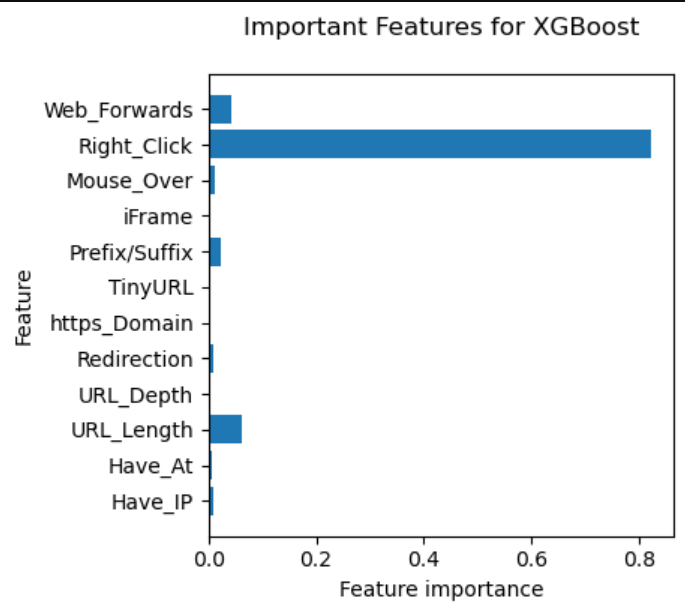 Important Features for XGBoost
Web_Forwards
Right_Click
Mouse_Over
iFrame
Prefix/Suffix
TinyURL
https_Domain
Redirection
URL_Depth
URL_Length
Have_At
Have_IP
Feature
0.0 0.2 0.4 0.6 0.8
Feature importance